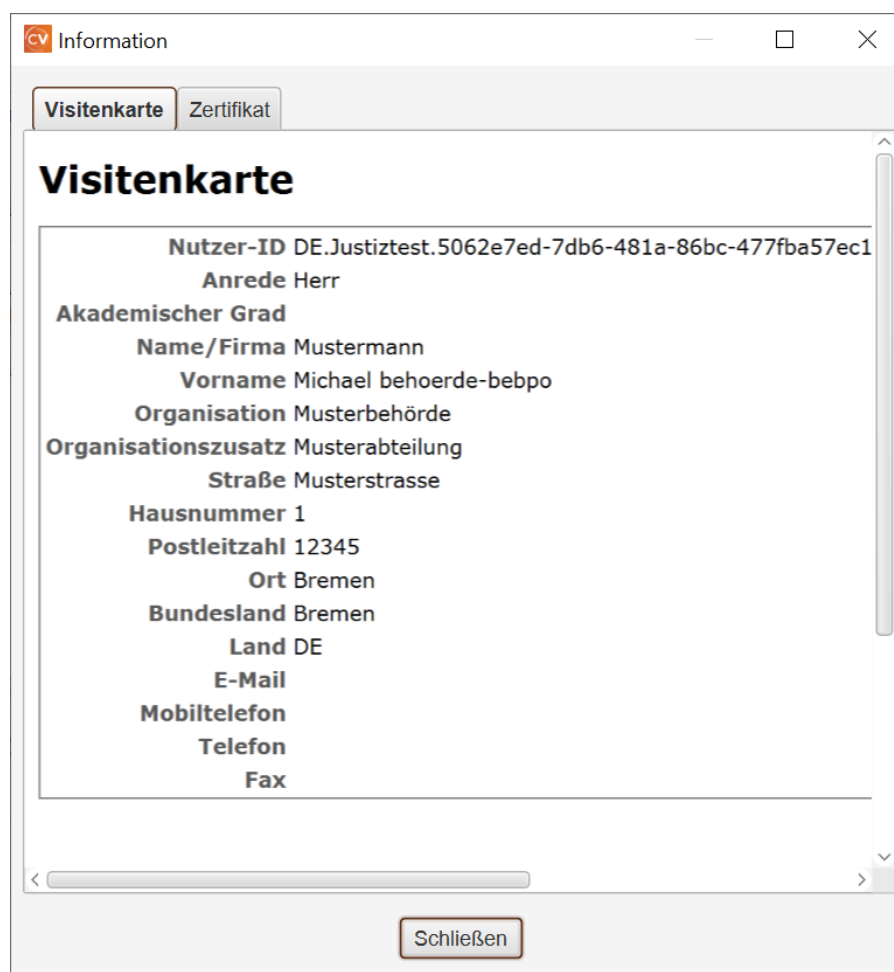 CV Information
Visitenkarte Zertifikat
Visitenkarte
Nutzer-ID DE.Justiztest.5062e7ed-7db6-481a-86bc-477fba57ec1
Anrede Herr
Akademischer Grad
Name/Firma Mustermann
Vorname Michael behoerde-bebpo
Organisation Musterbehörde
Organisationszusatz Musterabteilung
Straße Musterstrasse
Hausnummer 1
Postleitzahl 12345
Ort Bremen
Bundesland Bremen
Land DE
E-Mail
Mobiltelefon
Telefon
Fax
Schließen